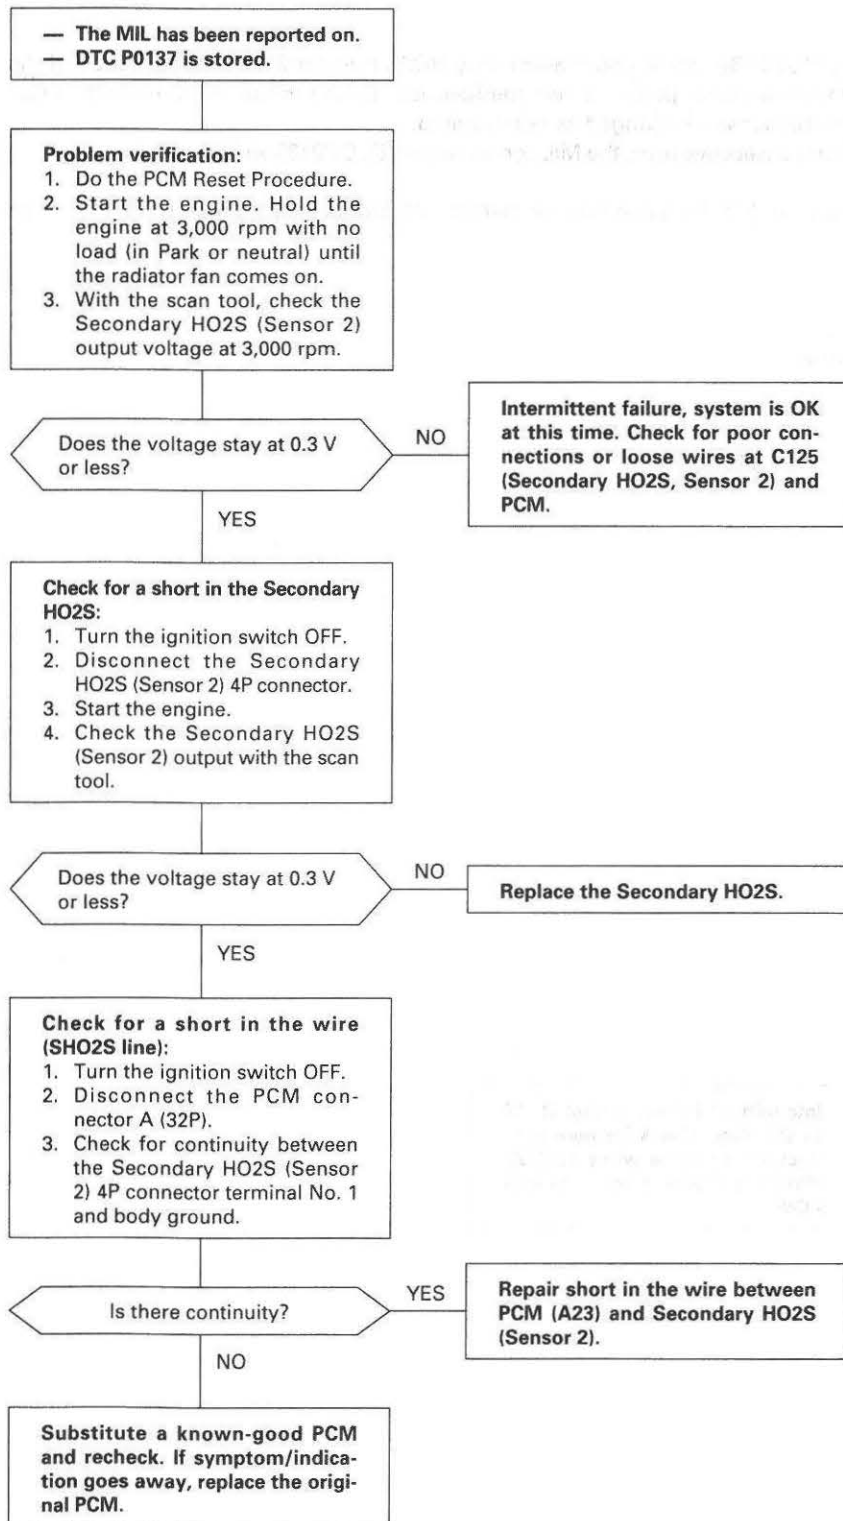 — The MIL has been reported on.
— DTC P0137 is stored.
Problem verification:
1. Do the PCM Reset Procedure.
2. Start the engine. Hold the
engine at 3,000 rpm with no
load (in Park or neutral) until
the radiator fan comes on.
3. With the scan tool, check the
Secondary HO2S (Sensor 2)
output voltage at 3,000 rpm.
Does the voltage stay at 0.3 V
or less?
NO
Intermittent failure, system is OK
at this time. Check for poor con-
nections or loose wires at C125
(Secondary HO2S, Sensor 2) and
PCM.
YES
Check for a short in the Secondary
HO2S:
1. Turn the ignition switch OFF.
2. Disconnect the Secondary
HO2S (Sensor 2) 4P connector.
3. Start the engine.
4. Check the Secondary HO2S
(Sensor 2) output with the scan
tool.
Does the voltage stay at 0.3 V
or less?
NO
Replace the Secondary HO2S.
YES
Check for a short in the wire
(SHO2S line):
1. Turn the ignition switch OFF.
2. Disconnect the PCM con-
nector A (32P).
3. Check for continuity between
the Secondary HO2S (Sensor
2) 4P connector terminal No. 1
and body ground.
Is there continuity?
YES
Repair short in the wire between
PCM (A23) and Secondary HO2S
(Sensor 2).
NO
Substitute a known-good PCM
and recheck. If symptom/indica-
tion goes away, replace the origi-
nal PCM.